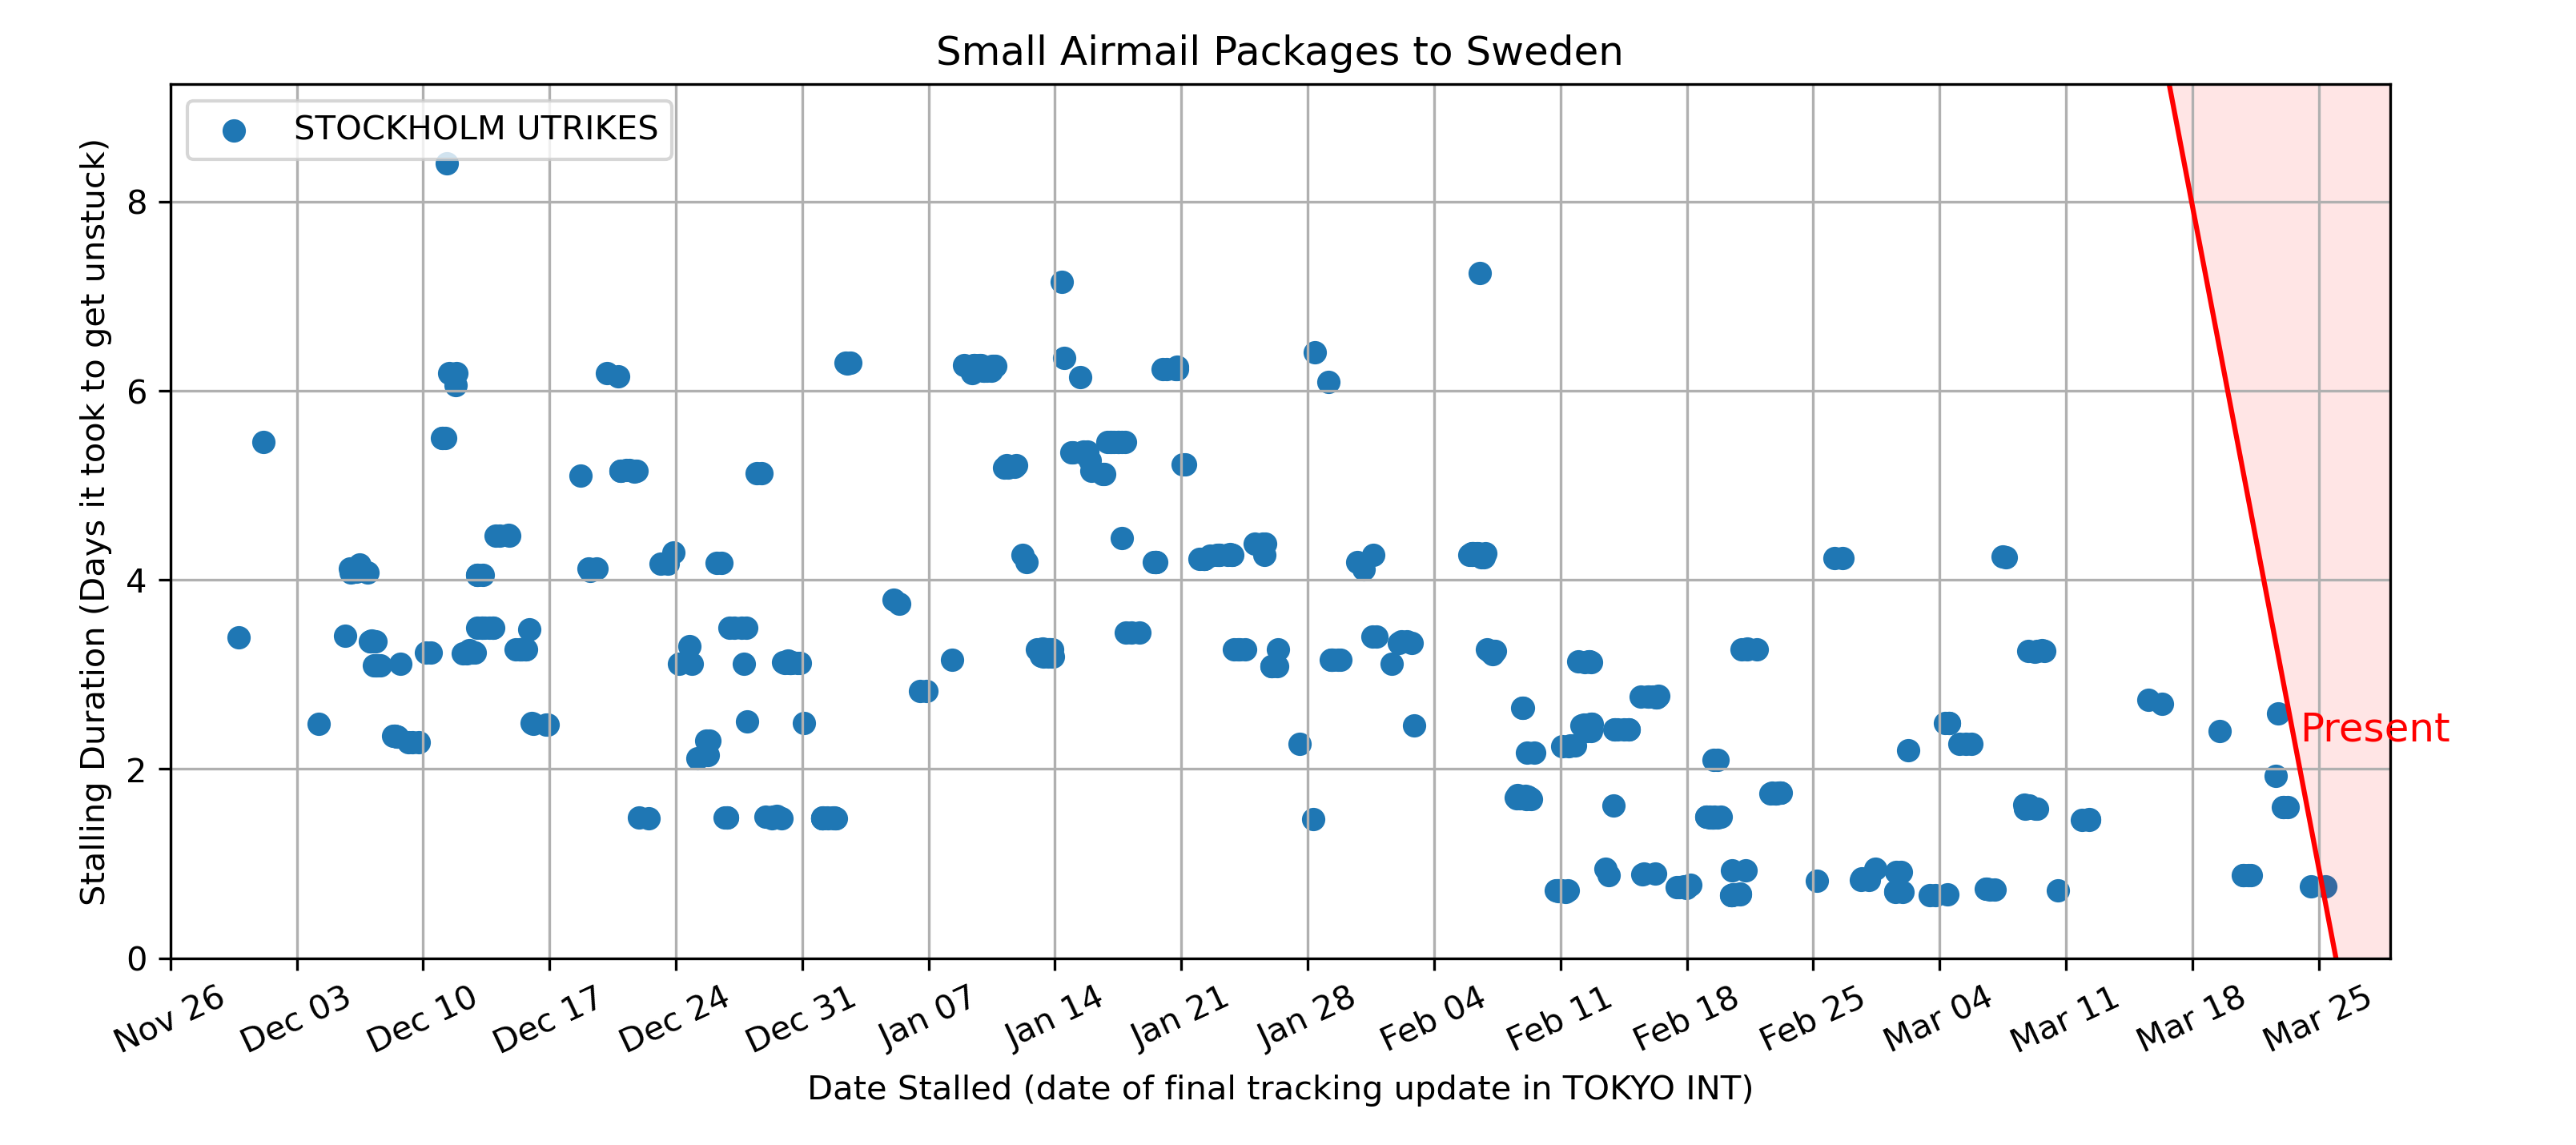 Small Airmail Packages to Sweden
STOCKHOLM UTRIKES
Stalling Duration (Days it took to get unstuck)
8
6
4
2
0
Present
Nov 26
Dec 03
Dec 10
Dec 17
Dec 24
Dec 31
Jan 07
Jan 14
Jan 21
Jan 28
Feb 04
Feb 11
Feb 18
Feb 25
Mar 04
Mar 11
Mar 18
Mar 25
Date Stalled (date of final tracking update in TOKYO INT)